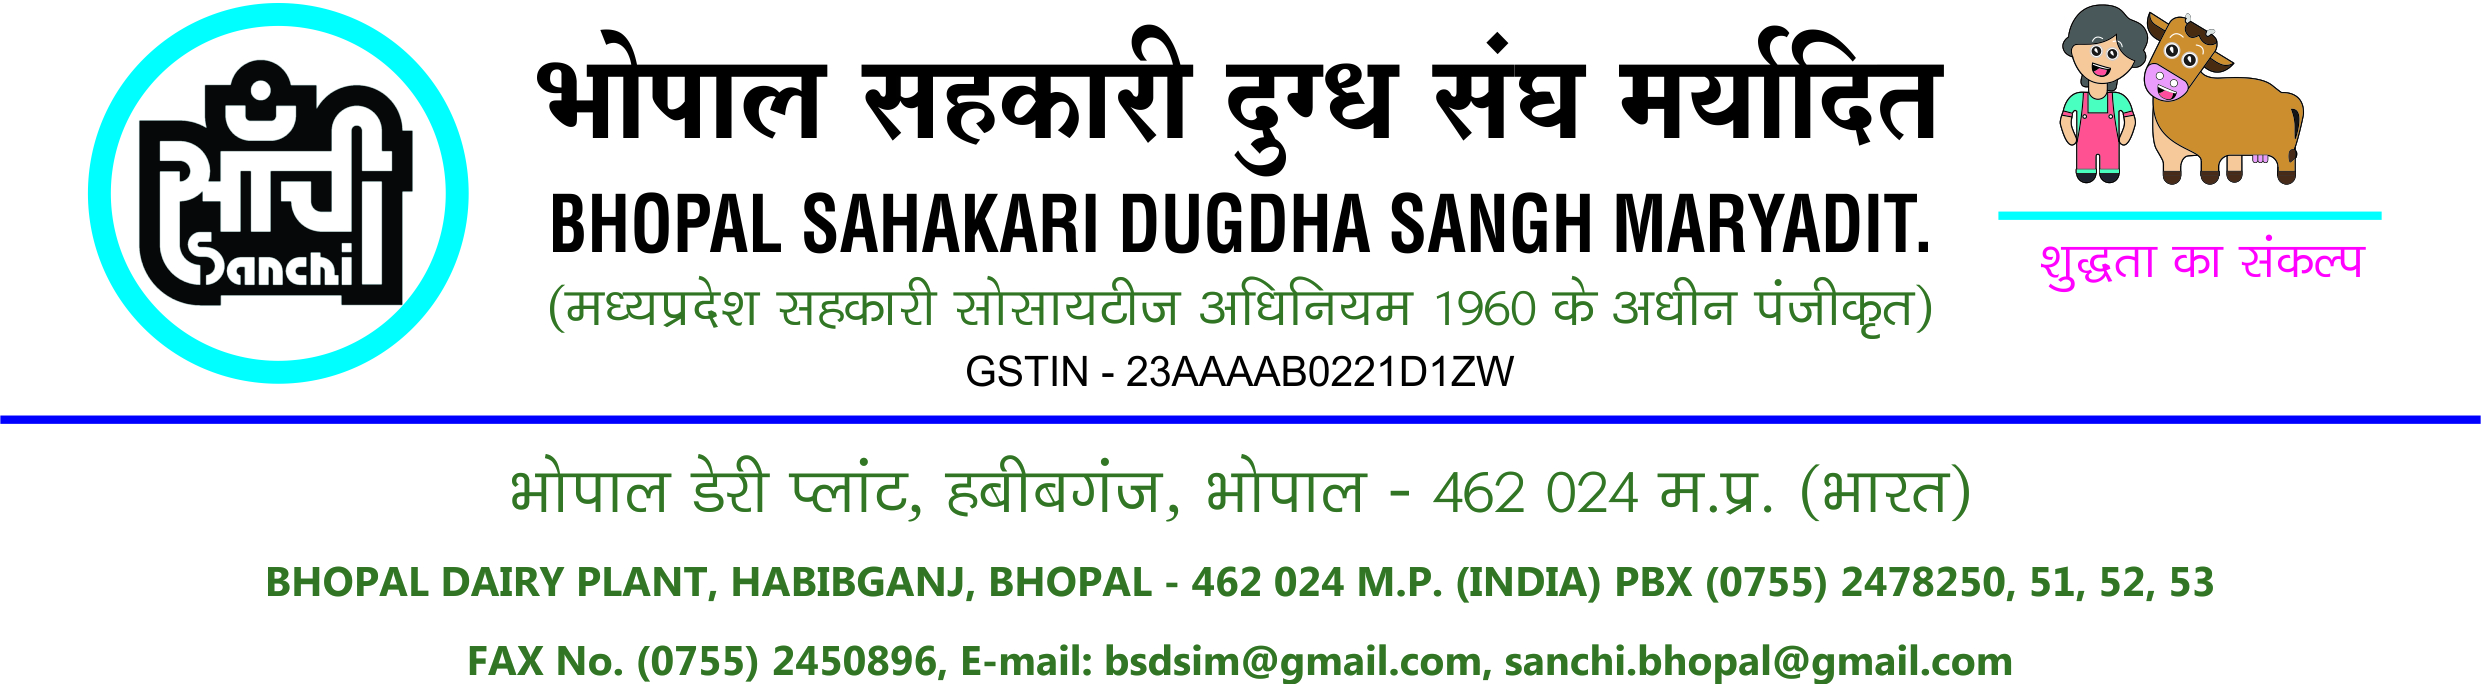 साँची
Sanchi
भोपाल सहकारी दुग्ध संघ मर्यादित
BHOPAL SAHAKARI DUGDHA SANGH MARYADIT.
(मध्यप्रदेश सहकारी सोसायटीज अधिनियम 1960 के अधीन पंजीकृत)
GSTIN - 23AAAAB0221D1ZW
शुद्धता का संकल्प
भोपाल डेरी प्लांट, हबीबगंज, भोपाल - 462 024 म.प्र. (भारत)
BHOPAL DAIRY PLANT, HABIBGANJ, BHOPAL - 462 024 M.P. (INDIA) PBX (0755) 2478250, 51, 52, 53
FAX No. (0755) 2450896, E-mail: bsdsim@gmail.com, sanchi.bhopal@gmail.com